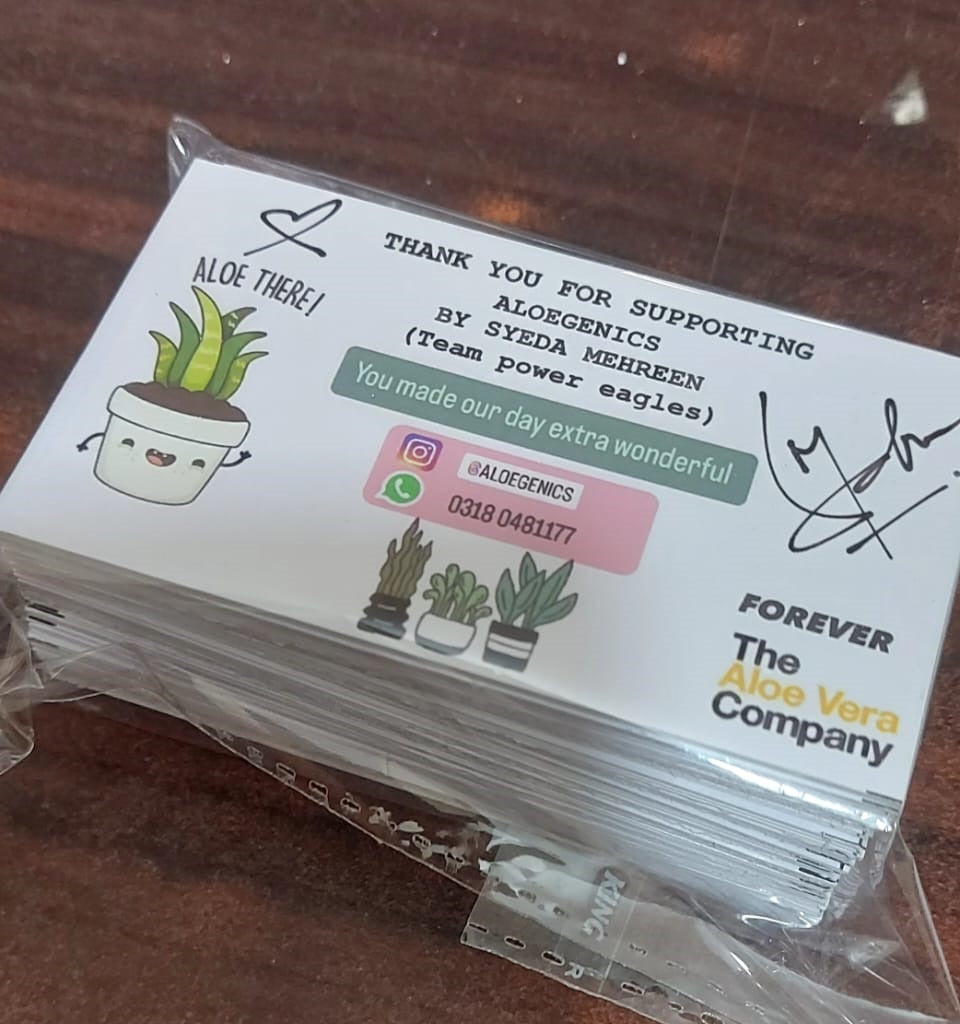 ALOE THERE!
THANK YOU FOR SUPPORTING
ALOEGENICS
BY SYEDA MEHREEN
(Team power eagles)
You made our day extra wonderful
@ALOEGENICS
0318 0481177
FOREVER
The
Aloe Vera
Company
KING